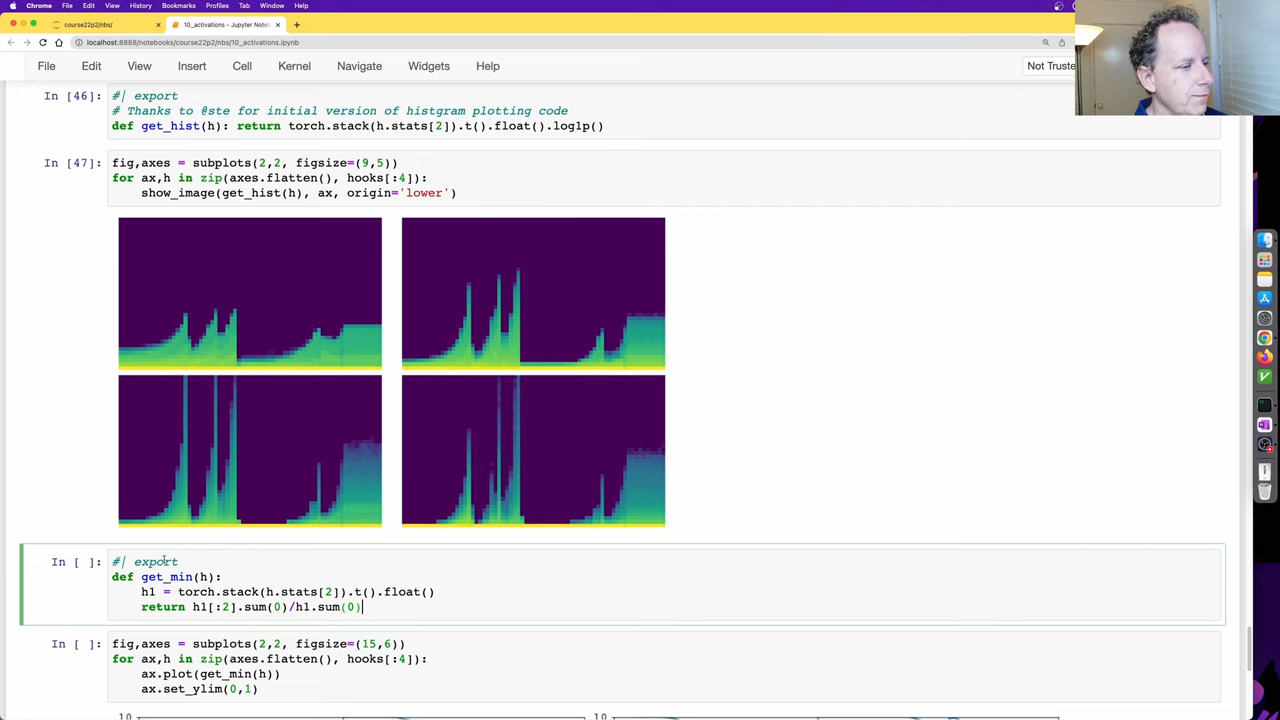 Chrome File Edit View History Bookmarks Profiles Tab Window Help
course22p2/nbs/
10_activations - Jupyter Note
localhost:8888/notebooks/course22p2/nbs/10_activations.ipynb
File Edit View Insert Cell Kernel Navigate Widgets Help
Not Truste
In [46]:
#| export
# Thanks to @ste for initial version of histgram plotting code
def get_hist(h): return torch.stack(h.stats[2]).t().float().log1p()
In [47]:
fig,axes = subplots(2,2, figsize=(9,5))
for ax,h in zip(axes.flatten(), hooks[:4]):
    show_image(get_hist(h), ax, origin='lower')
In [ ]:
#| export
def get_min(h):
    h1 = torch.stack(h.stats[2]).t().float()
    return h1[:2].sum(0)/h1.sum(0)
In [ ]:
fig,axes = subplots(2,2, figsize=(15,6))
for ax,h in zip(axes.flatten(), hooks[:4]):
    ax.plot(get_min(h))
    ax.set_ylim(0,1)
10 10